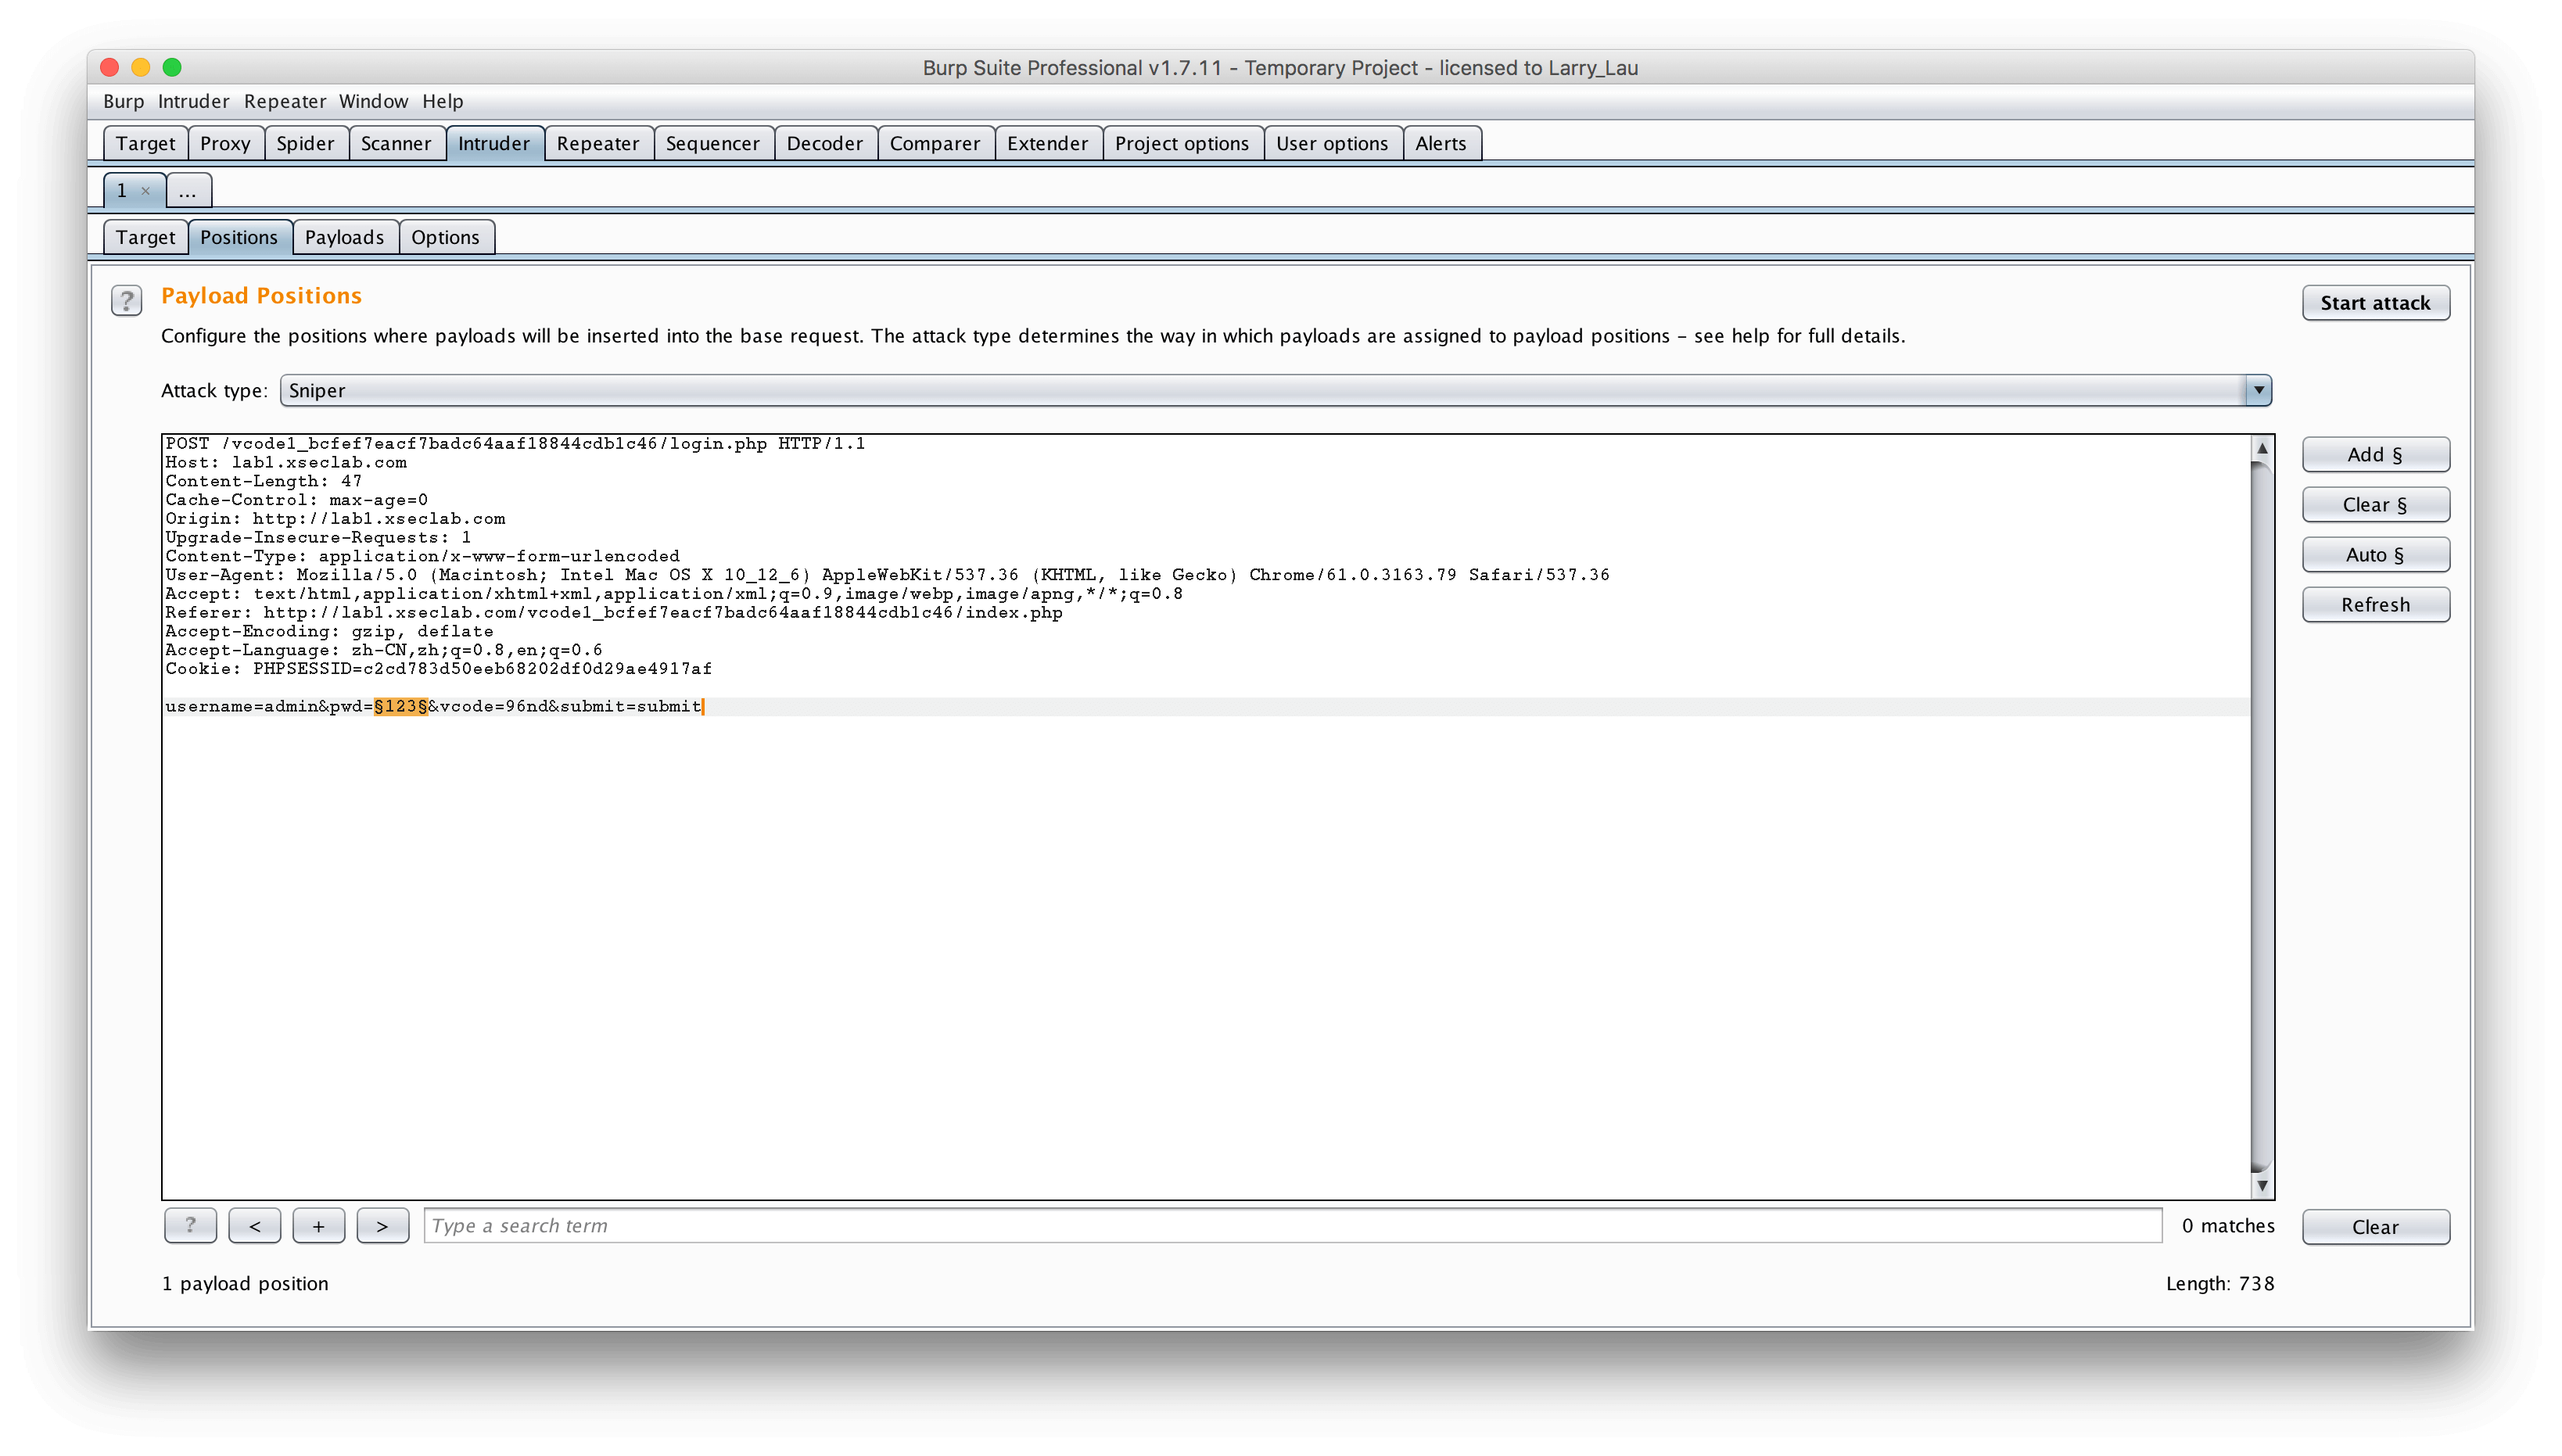 Burp Suite Professional v1.7.11 - Temporary Project - licensed to Larry_Lau
Burp Intruder Repeater Window Help
Target Proxy Spider Scanner Intruder Repeater Sequencer Decoder Comparer Extender Project options User options Alerts
1 × ...
Target Positions Payloads Options
? Payload Positions
Start attack
Configure the positions where payloads will be inserted into the base request. The attack type determines the way in which payloads are assigned to payload positions – see help for full details.
Attack type: Sniper
POST /vcode1_bcfef7eacf7badc64aaf18844cdb1c46/login.php HTTP/1.1
Host: lab1.xseclab.com
Content-Length: 47
Cache-Control: max-age=0
Origin: http://lab1.xseclab.com
Upgrade-Insecure-Requests: 1
Content-Type: application/x-www-form-urlencoded
User-Agent: Mozilla/5.0 (Macintosh; Intel Mac OS X 10_12_6) AppleWebKit/537.36 (KHTML, like Gecko) Chrome/61.0.3163.79 Safari/537.36
Accept: text/html,application/xhtml+xml,application/xml;q=0.9,image/webp,image/apng,*/*;q=0.8
Referer: http://lab1.xseclab.com/vcode1_bcfef7eacf7badc64aaf18844cdb1c46/index.php
Accept-Encoding: gzip, deflate
Accept-Language: zh-CN,zh;q=0.8,en;q=0.6
Cookie: PHPSESSID=c2cd783d50eeb68202df0d29ae4917af
username=admin&pwd=§123§&vcode=96nd&submit=submit
Add §
Clear §
Auto §
Refresh
? < + > Type a search term 0 matches Clear
1 payload position Length: 738